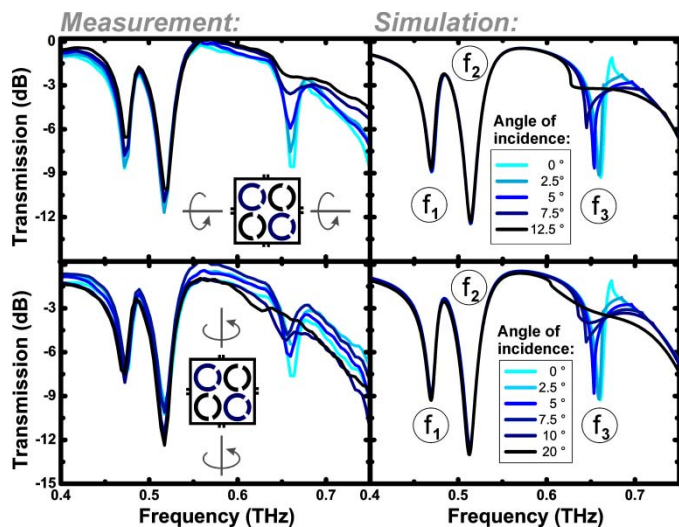 Measurement:
Simulation:
0
-3
-6
-9
-12
Transmission (dB)
f2
f1
f3
Angle of
incidence:
0 °
2.5°
5 °
7.5°
12.5°
-3
-6
-9
-12
-15
Transmission (dB)
f2
f1
f3
Angle of
incidence:
0 °
2.5 °
5 °
7.5 °
10 °
20 °
0.4 0.5 0.6 0.7 0.4 0.5 0.6 0.7
Frequency (THz) Frequency (THz)